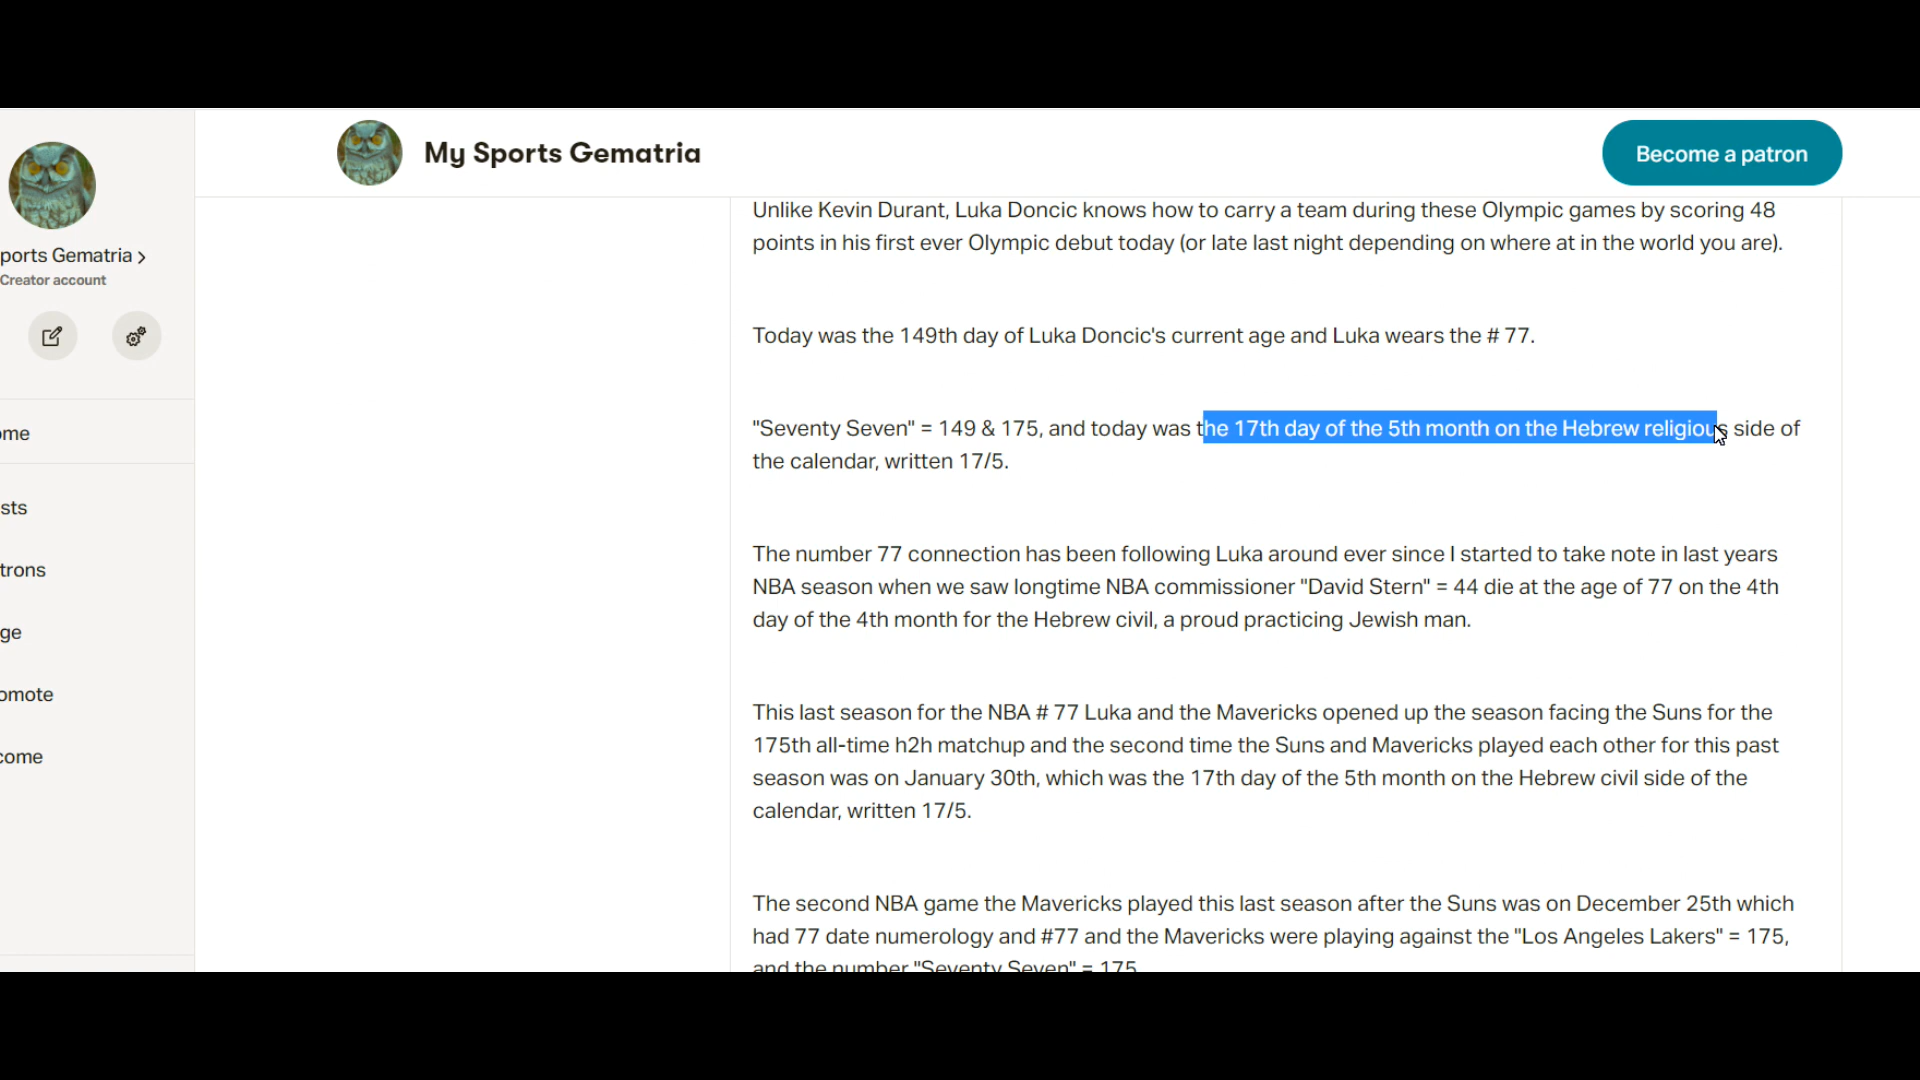 My Sports Gematria
Become a patron
ports Gematria
Creator account
ome
sts
trons
ge
omote
come
Unlike Kevin Durant, Luka Doncic knows how to carry a team during these Olympic games by scoring 48
points in his first ever Olympic debut today (or late last night depending on where at in the world you are).
Today was the 149th day of Luka Doncic's current age and Luka wears the # 77.
"Seventy Seven" = 149 & 175, and today was the 17th day of the 5th month on the Hebrew religious side of
the calendar, written 17/5.
The number 77 connection has been following Luka around ever since I started to take note in last years
NBA season when we saw longtime NBA commissioner "David Stern" = 44 die at the age of 77 on the 4th
day of the 4th month for the Hebrew civil, a proud practicing Jewish man.
This last season for the NBA # 77 Luka and the Mavericks opened up the season facing the Suns for the
175th all-time h2h matchup and the second time the Suns and Mavericks played each other for this past
season was on January 30th, which was the 17th day of the 5th month on the Hebrew civil side of the
calendar, written 17/5.
The second NBA game the Mavericks played this last season after the Suns was on December 25th which
had 77 date numerology and #77 and the Mavericks were playing against the "Los Angeles Lakers" = 175,
and the number "Seventy Seven" = 175